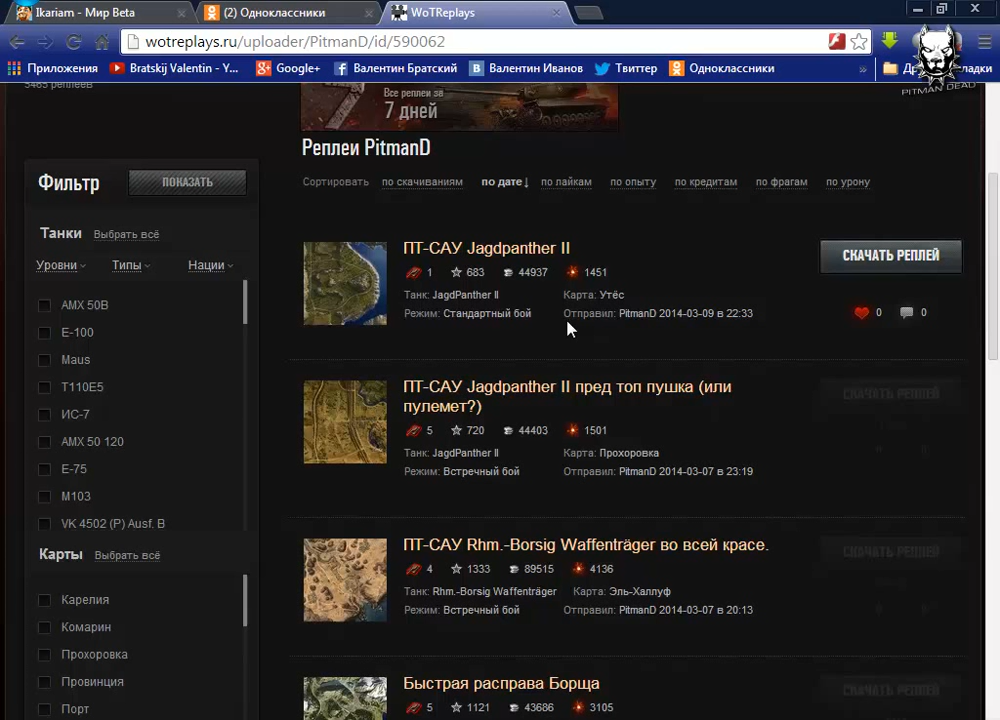 Ikariam - Мир Beta
(2) Одноклассники
WoTReplays
wotreplays.ru/uploader/PitmanD/id/590062
Приложения
Bratskij Valentin - Y...
Google+
Валентин Братский
Валентин Иванов
Твиттер
Одноклассники
»
PITMAN DEAD
5465 реплеев
Все реплеи за
7 дней
Реплеи PitmanD
Сортировать по скачиваниям по дате↓ по лайкам по опыту по кредитам по фрагам по урону
Фильтр
ПОКАЗАТЬ
Танки Выбрать всё
Уровни Типы Нации
AMX 50B
E-100
Maus
T110E5
ИС-7
AMX 50 120
E-75
M103
VK 4502 (P) Ausf. B
Карты Выбрать всё
Карелия
Комарин
Прохоровка
Провинция
Порт
ПТ-САУ Jagdpanther II
1 683 44937 1451
Танк: JagdPanther II Карта: Утёс
Режим: Стандартный бой Отправил: PitmanD 2014-03-09 в 22:33
СКАЧАТЬ РЕПЛЕЙ
0 0
ПТ-САУ Jagdpanther II пред топ пушка (или
пулемет?)
5 720 44403 1501
Танк: JagdPanther II Карта: Прохоровка
Режим: Встречный бой Отправил: PitmanD 2014-03-07 в 23:19
СКАЧАТЬ РЕПЛЕЙ
ПТ-САУ Rhm.-Borsig Waffenträger во всей красе.
4 1333 89515 4136
Танк: Rhm.-Borsig Waffenträger Карта: Эль-Халлуф
Режим: Встречный бой Отправил: PitmanD 2014-03-07 в 20:13
СКАЧАТЬ РЕПЛЕЙ
Быстрая расправа Борща
5 1121 43686 3105
СКАЧАТЬ РЕПЛЕЙ